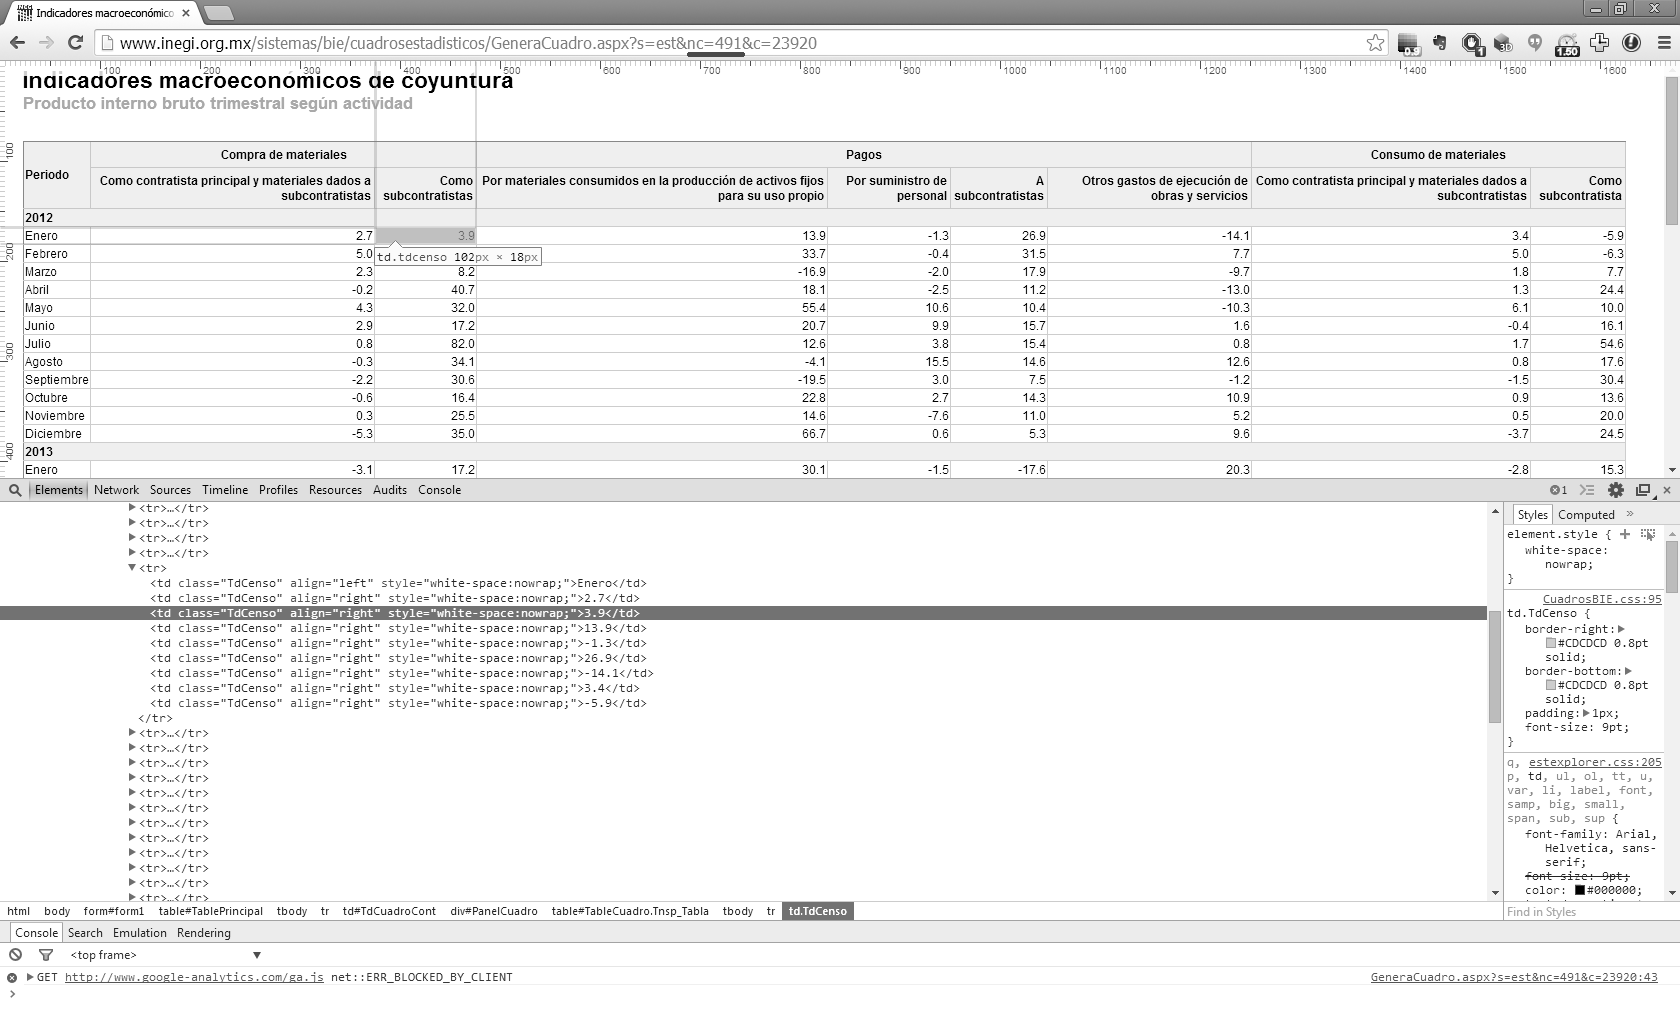 Indicadores macroeconómico
www.inegi.org.mx/sistemas/bie/cuadrosestadisticos/GeneraCuadro.aspx?s=est&nc=491&c=23920
0.9 1 3D 1.50
100 200 300 400 500 600 700 800 900 1000 1100 1200 1300 1400 1500 1600
Indicadores macroeconómicos de coyuntura
Producto interno bruto trimestral según actividad
100
200
300
400
Periodo Compra de materiales Pagos Consumo de materiales
Como contratista principal y materiales dados a subcontratistas Como subcontratistas Por materiales consumidos en la producción de activos fijos para su uso propio Por suministro de personal A subcontratistas Otros gastos de ejecución de obras y servicios Como contratista principal y materiales dados a subcontratistas Como subcontratista
2012
Enero 2.7 3.9 13.9 -1.3 26.9 -14.1 3.4 -5.9
td.tdcenso 102px × 18px
Febrero 5.0 33.7 -0.4 31.5 7.7 5.0 -6.3
Marzo 2.3 8.2 -16.9 -2.0 17.9 -9.7 1.8 7.7
Abril -0.2 40.7 18.1 -2.5 11.2 -13.0 1.3 24.4
Mayo 4.3 32.0 55.4 10.6 10.4 -10.3 6.1 10.0
Junio 2.9 17.2 20.7 9.9 15.7 1.6 -0.4 16.1
Julio 0.8 82.0 12.6 3.8 15.4 0.8 1.7 54.6
Agosto -0.3 34.1 -4.1 15.5 14.6 12.6 0.8 17.6
Septiembre -2.2 30.6 -19.5 3.0 7.5 -1.2 -1.5 30.4
Octubre -0.6 16.4 22.8 2.7 14.3 10.9 0.9 13.6
Noviembre 0.3 25.5 14.6 -7.6 11.0 5.2 0.5 20.0
Diciembre -5.3 35.0 66.7 0.6 5.3 9.6 -3.7 24.5
2013
Enero -3.1 17.2 30.1 -1.5 -17.6 20.3 -2.8 15.3
Elements Network Sources Timeline Profiles Resources Audits Console 1
<tr>…</tr>
<tr>…</tr>
<tr>…</tr>
<tr>…</tr>
<tr>
<td class="TdCenso" align="left" style="white-space:nowrap;">Enero</td>
<td class="TdCenso" align="right" style="white-space:nowrap;">2.7</td>
<td class="TdCenso" align="right" style="white-space:nowrap;">3.9</td>
<td class="TdCenso" align="right" style="white-space:nowrap;">13.9</td>
<td class="TdCenso" align="right" style="white-space:nowrap;">-1.3</td>
<td class="TdCenso" align="right" style="white-space:nowrap;">26.9</td>
<td class="TdCenso" align="right" style="white-space:nowrap;">-14.1</td>
<td class="TdCenso" align="right" style="white-space:nowrap;">3.4</td>
<td class="TdCenso" align="right" style="white-space:nowrap;">-5.9</td>
</tr>
<tr>…</tr>
<tr>…</tr>
<tr>…</tr>
<tr>…</tr>
<tr>…</tr>
<tr>…</tr>
<tr>…</tr>
<tr>…</tr>
<tr>…</tr>
<tr>…</tr>
<tr>…</tr>
<tr>…</tr>
Styles Computed »
element.style {
white-space:
nowrap;
}
CuadrosBIE.css:95
td.TdCenso {
border-right:
#CDCDCD 0.8pt
solid;
border-bottom:
#CDCDCD 0.8pt
solid;
padding: 1px;
font-size: 9pt;
}
q, estexplorer.css:205
p, td, ul, ol, tt, u,
var, li, label, font,
samp, big, small,
span, sub, sup {
font-family: Arial,
Helvetica, sans-
serif;
font-size: 9pt;
color: #000000;
html body form#form1 table#TablePrincipal tbody tr td#TdCuadroCont div#PanelCuadro table#TableCuadro.Tnsp_Tabla tbody tr td.TdCenso
Find in Styles
Console Search Emulation Rendering
<top frame>
GET http://www.google-analytics.com/ga.js net::ERR_BLOCKED_BY_CLIENT GeneraCuadro.aspx?s=est&nc=491&c=23920:43
>